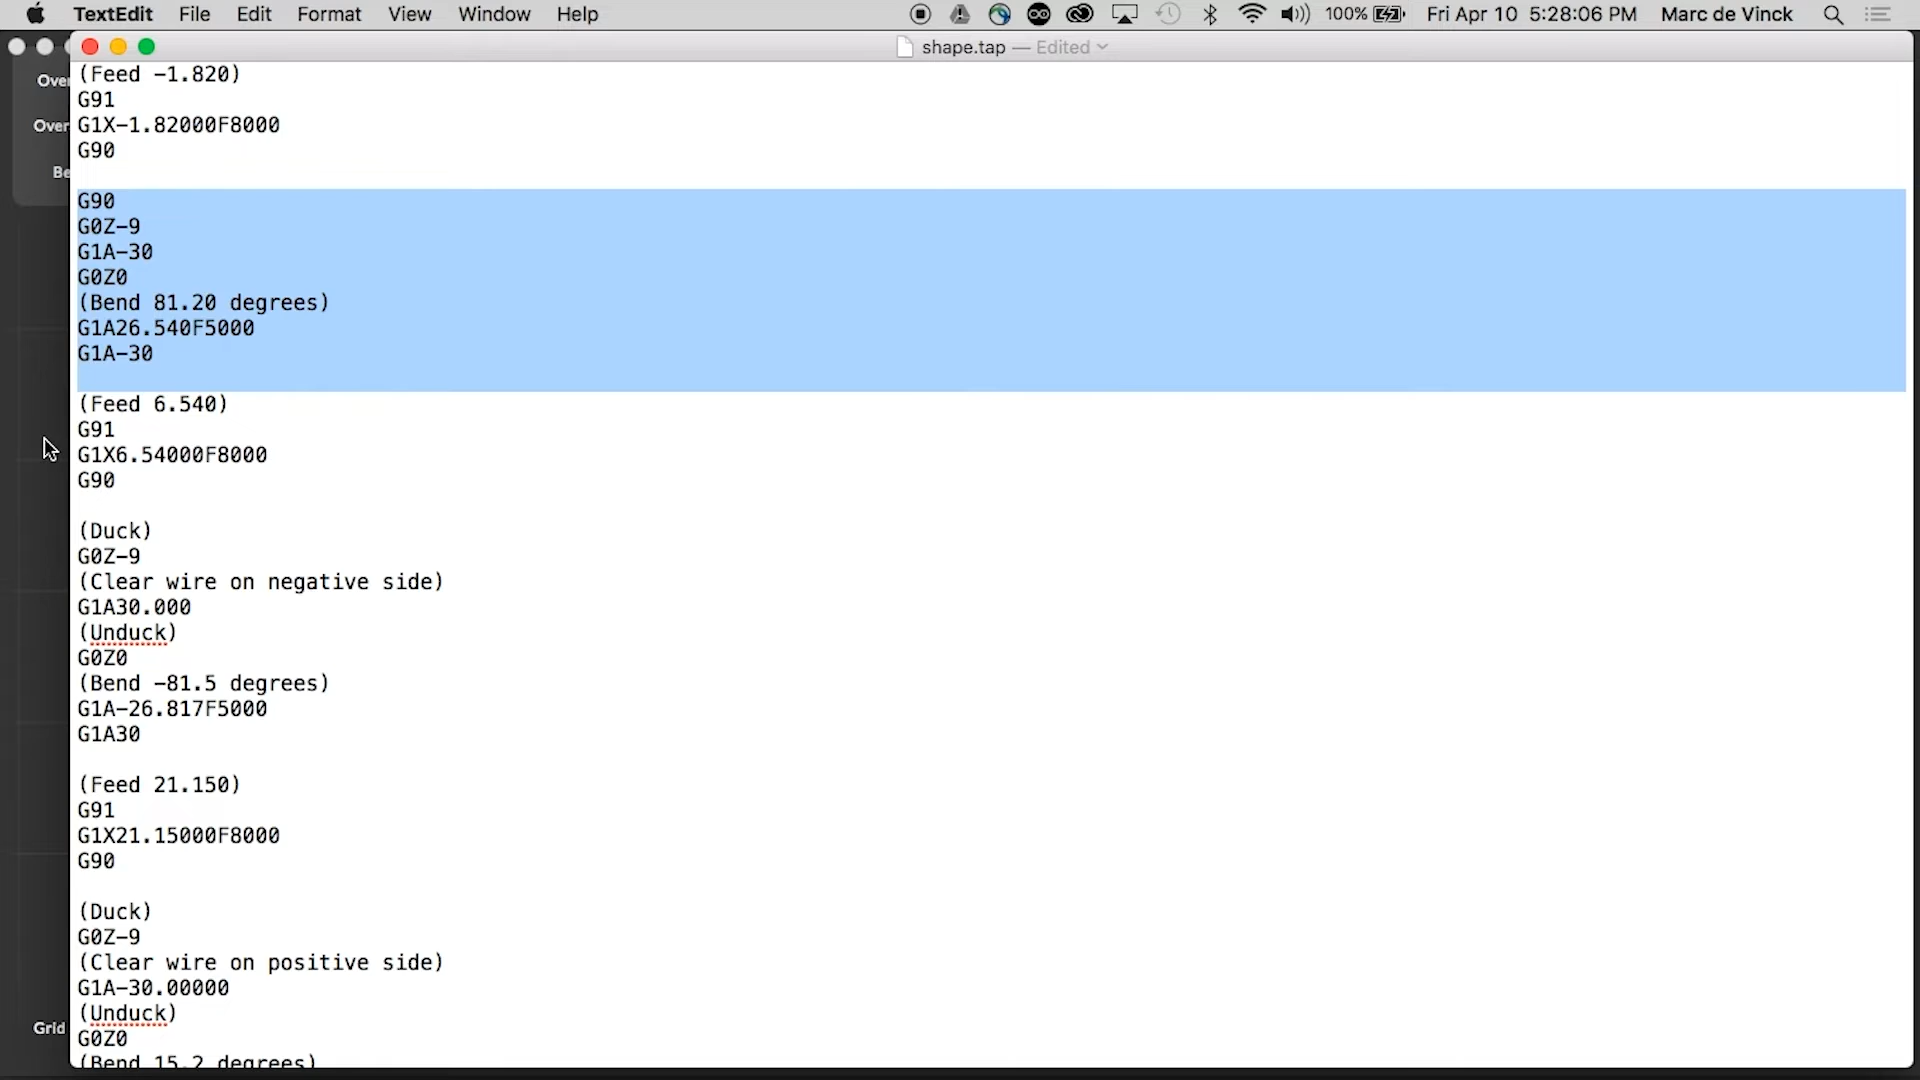 TextEdit File Edit Format View Window Help 100% Fri Apr 10 5:28:06 PM Marc de Vinck
shape.tap — Edited
Over
Over
Be
Grid
(Feed -1.820)
G91
G1X-1.82000F8000
G90
G90
G0Z-9
G1A-30
G0Z0
(Bend 81.20 degrees)
G1A26.540F5000
G1A-30
(Feed 6.540)
G91
G1X6.54000F8000
G90
(Duck)
G0Z-9
(Clear wire on negative side)
G1A30.000
(Unduck)
G0Z0
(Bend -81.5 degrees)
G1A-26.817F5000
G1A30
(Feed 21.150)
G91
G1X21.15000F8000
G90
(Duck)
G0Z-9
(Clear wire on positive side)
G1A-30.00000
(Unduck)
G0Z0
(Bend 15.2 degrees)